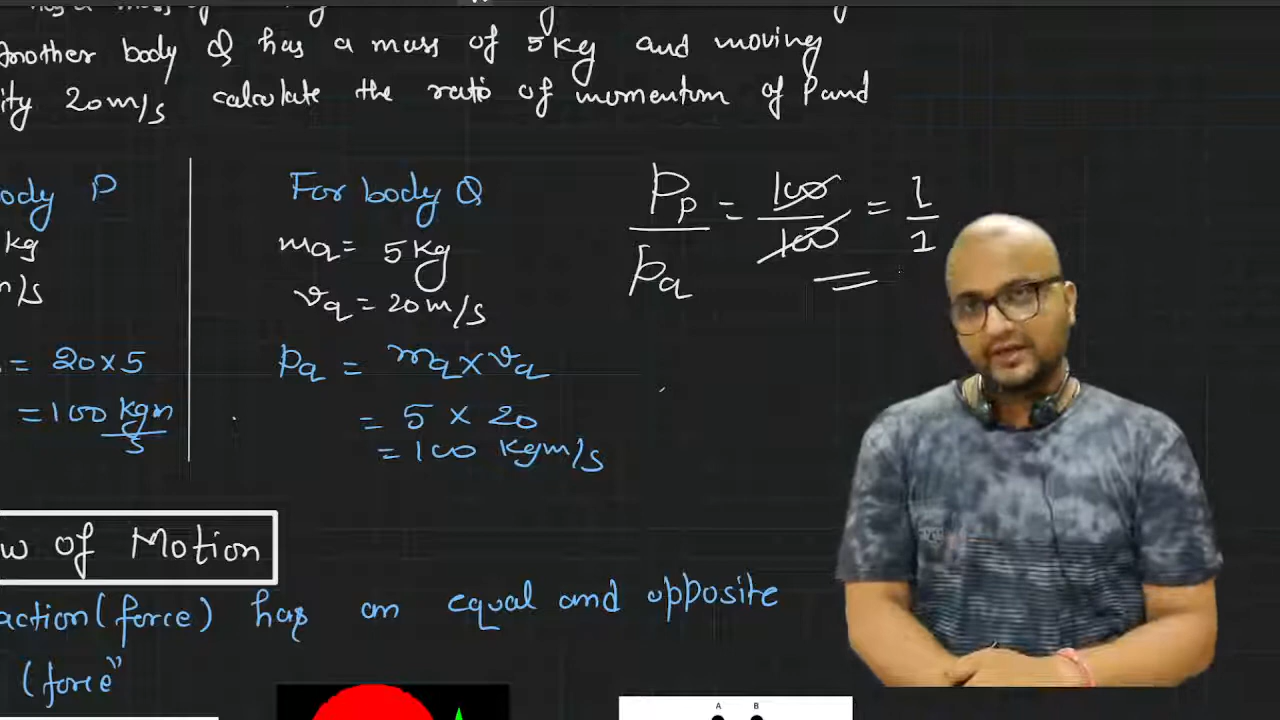 Another body Q has a mass of 5kg and moving
ity 20m/s calculate the ratio of momentum of P and
ody P
For body Q
kg
m/s
= 20×5
= 100 kgm/s
mq = 5kg
vq = 20m/s
pq = mq×vq
= 5 × 20
= 100 kgm/s
Pp/pq = 100/100 = 1/1
w of Motion
action (force) has an equal and opposite
(force"
A B